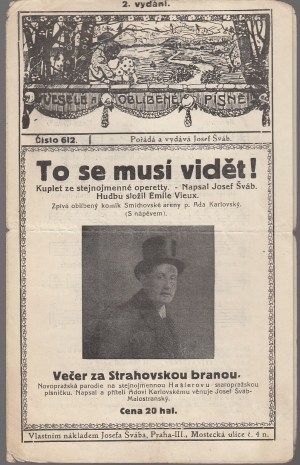 2. vydání.
VESELÉ a OBLÍBENÉ PÍSNĚ!
Číslo 612.
Pořádá a vydává Josef Šváb.
To se musí vidět!
Kuplet ze stejnojmenné operetty. - Napsal Josef Šváb.
Hudbu složil Emile Vieux.
Zpívá oblíbený komik Smíchovské areny p. Ada Karlovský.
(S nápěvem).
Večer za Strahovskou branou.
Novopražská parodie na stejnojmennou Hašlerovu staropražskou
písničku. Napsal a příteli Adovi Karlovskému věnuje Josef Šváb-
Malostranský.
Cena 20 hal.
Vlastním nákladem Josefa Švába, Praha-III., Mostecká ulice č. 4 n.